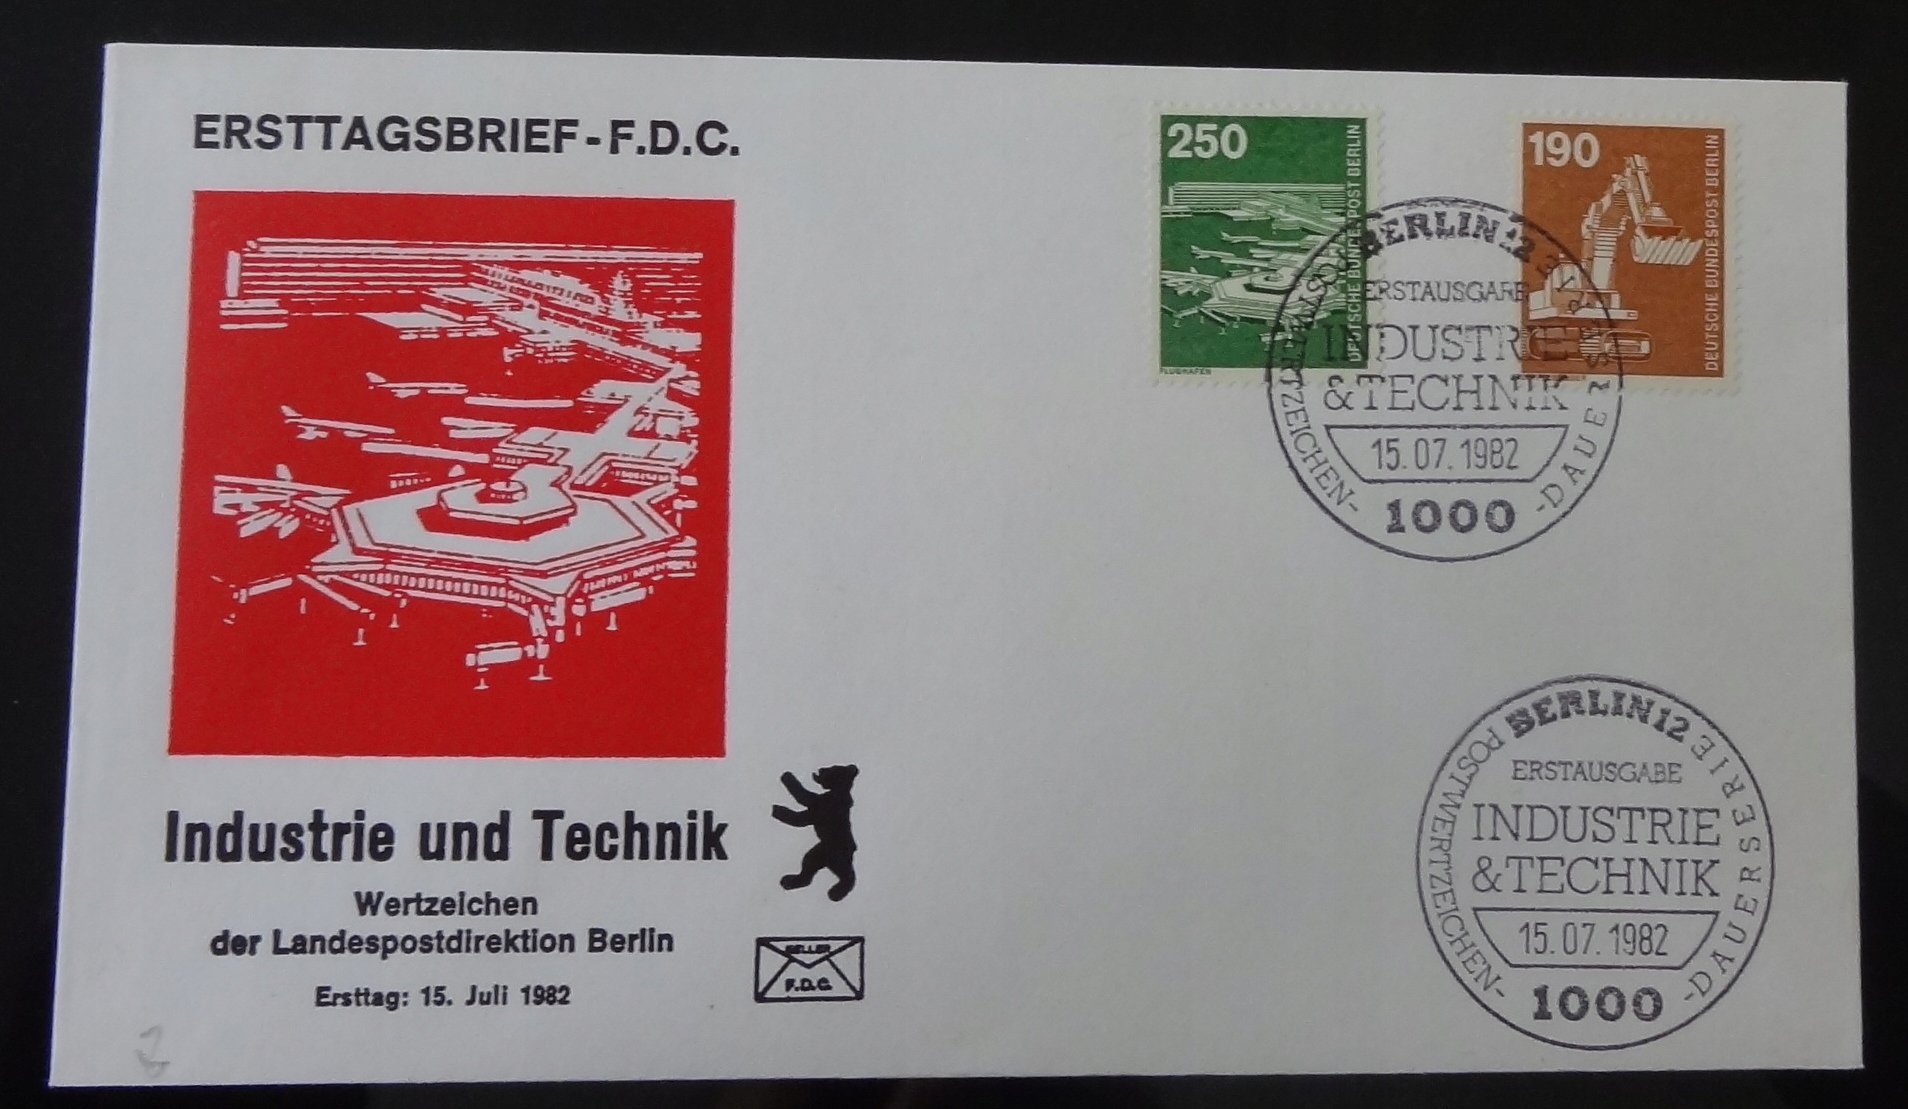 ERSTTAGSBRIEF-F.D.C.
250
DEUTSCHE BUNDESPOST BERLIN
FLUGHAFEN
190
DEUTSCHE BUNDESPOST BERLIN
BERLIN 12
POSTWERTZEICHEN- -DAUERSERIE
ERSTAUSGABE
INDUSTRIE
&TECHNIK
15.07.1982
1000
Industrie und Technik
Wertzeichen
der Landespostdirektion Berlin
Ersttag: 15. Juli 1982
F.D.C.
BERLIN 12
POSTWERTZEICHEN- -DAUERSERIE
ERSTAUSGABE
INDUSTRIE
&TECHNIK
15.07.1982
1000